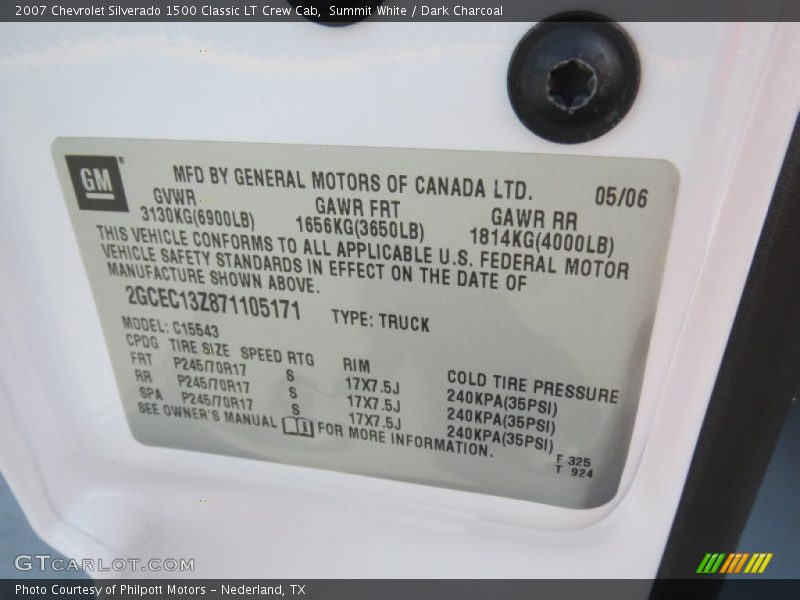 2007 Chevrolet Silverado 1500 Classic LT Crew Cab, Summit White / Dark Charcoal
GM
MFD BY GENERAL MOTORS OF CANADA LTD. 05/06
GVWR GAWR FRT GAWR RR
3130KG(6900LB) 1656KG(3650LB) 1814KG(4000LB)
THIS VEHICLE CONFORMS TO ALL APPLICABLE U.S. FEDERAL MOTOR
VEHICLE SAFETY STANDARDS IN EFFECT ON THE DATE OF
MANUFACTURE SHOWN ABOVE.
2GCEC13Z871105171 TYPE: TRUCK
MODEL: C15543
CPDG TIRE SIZE SPEED RTG RIM COLD TIRE PRESSURE
FRT P245/70R17 S 17X7.5J 240KPA(35PSI)
RR P245/70R17 S 17X7.5J 240KPA(35PSI)
SPA P245/70R17 S 17X7.5J 240KPA(35PSI)
SEE OWNER'S MANUAL i FOR MORE INFORMATION.
F 325
T 924
GTCARLOT.COM
Photo Courtesy of Philpott Motors - Nederland, TX